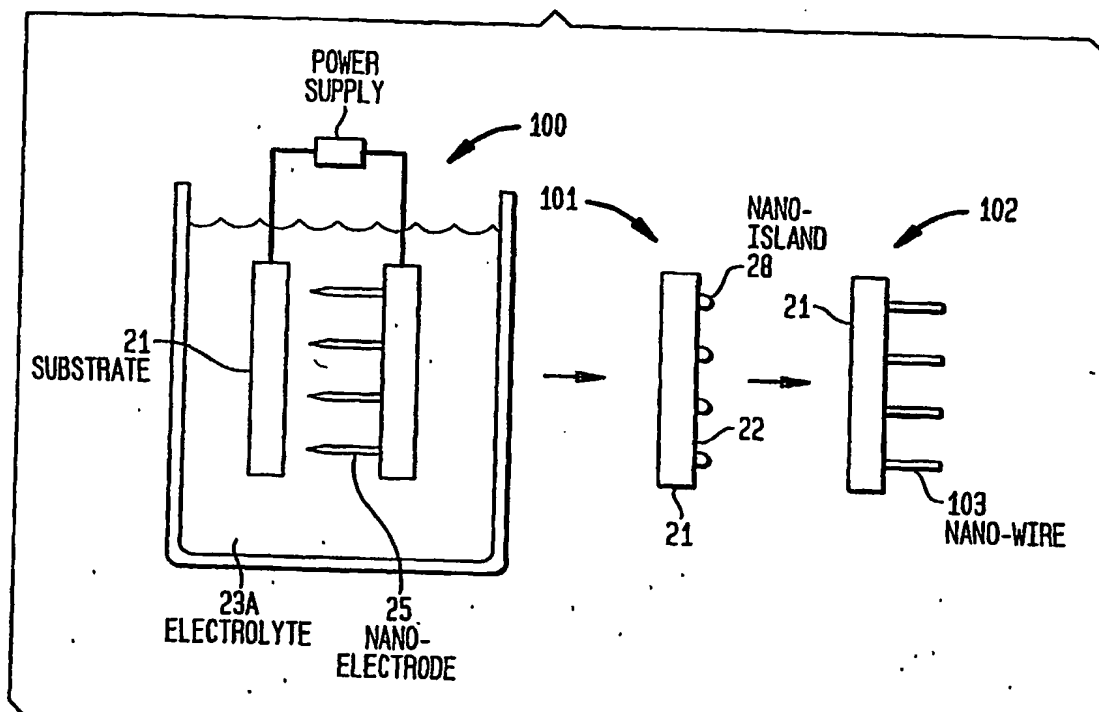 POWER
SUPPLY
100
101
NANO-
ISLAND
28
102
21
21
SUBSTRATE
22
21
103
NANO-WIRE
23A
ELECTROLYTE
25
NANO-
ELECTRODE